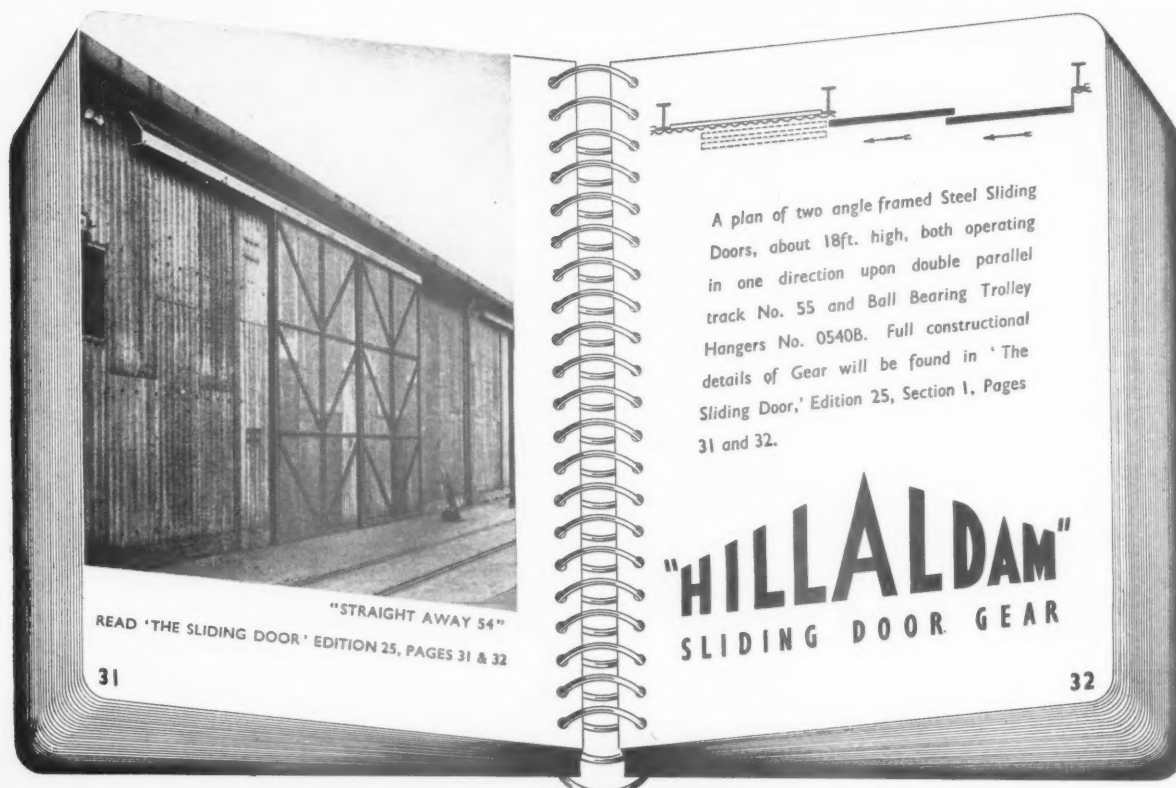 "STRAIGHT AWAY 54"
READ 'THE SLIDING DOOR' EDITION 25, PAGES 31 & 32
31
A plan of two angle framed Steel Sliding
Doors, about 18ft. high, both operating
in one direction upon double parallel
track No. 55 and Ball Bearing Trolley
Hangers No. 0540B. Full constructional
details of Gear will be found in 'The
Sliding Door,' Edition 25, Section 1, Pages
31 and 32.
"HILLALDAM"
SLIDING DOOR GEAR
32